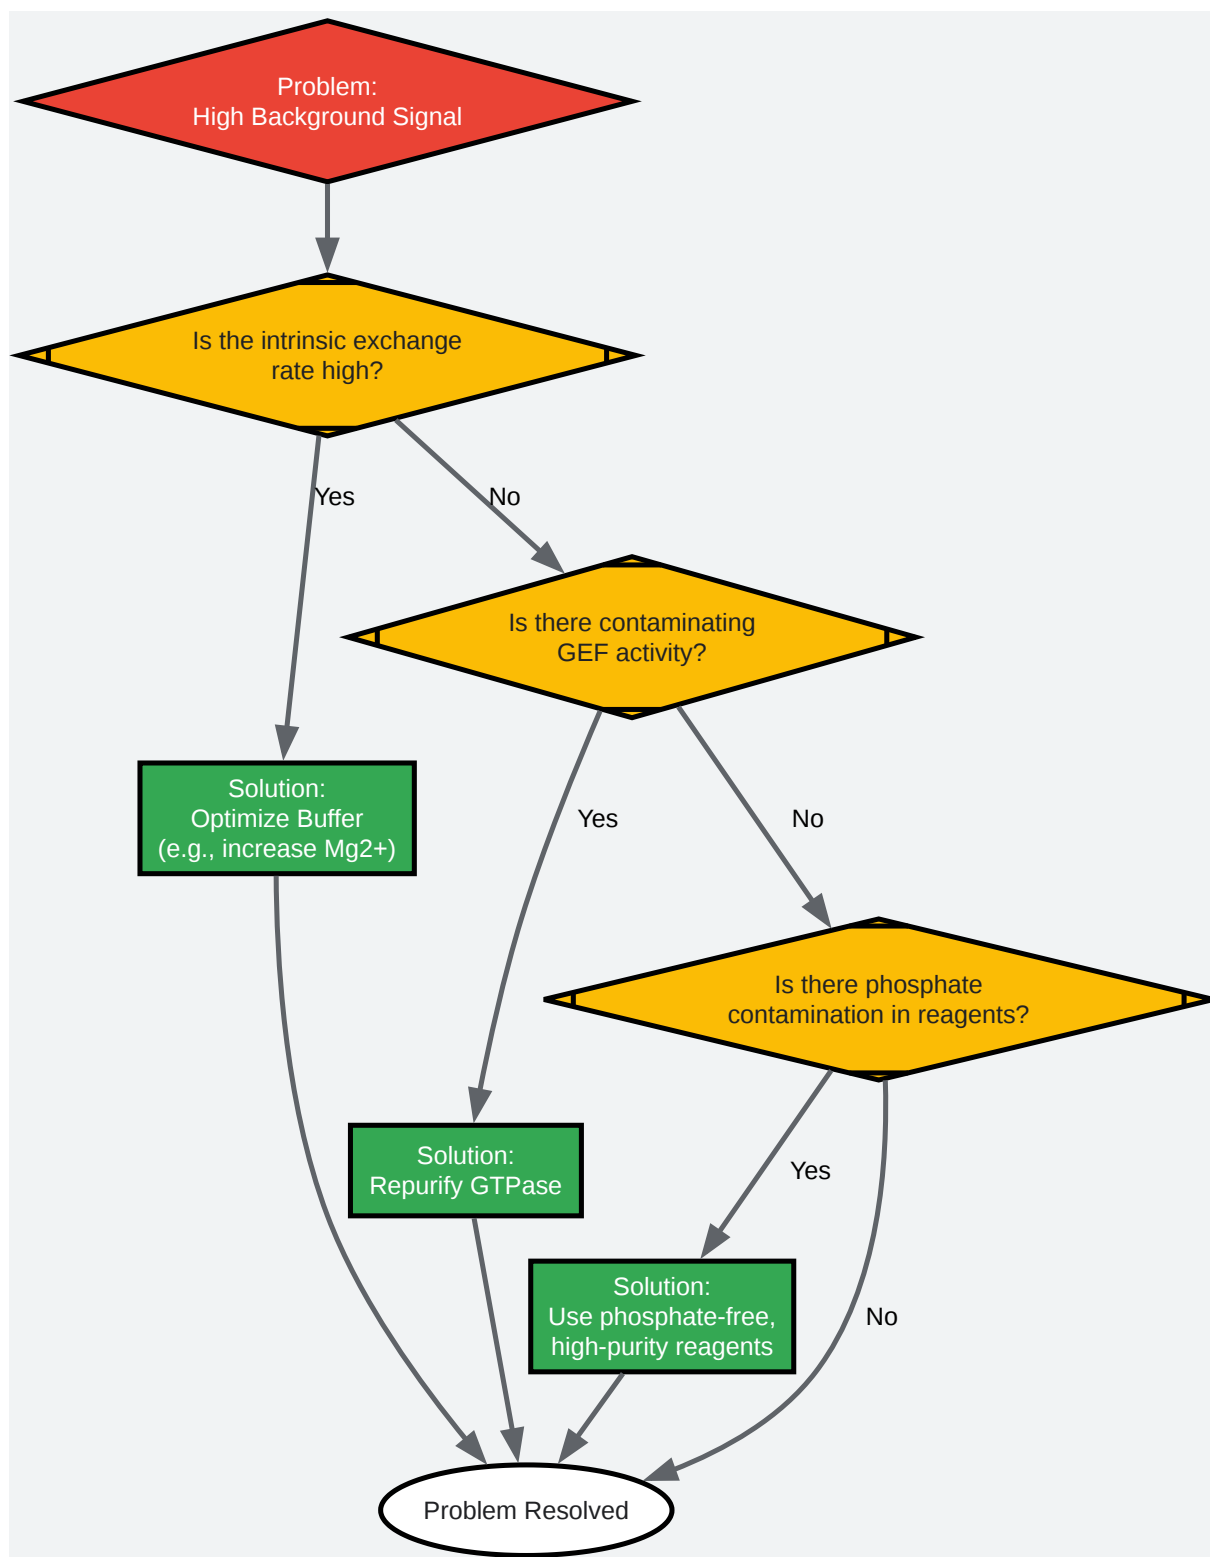 Problem:
High Background Signal
Is the intrinsic exchange
rate high?
Yes
No
Is there contaminating
GEF activity?
Solution:
Optimize Buffer
(e.g., increase Mg2+)
Yes
No
Is there phosphate
contamination in reagents?
Solution:
Repurify GTPase
Yes
Solution:
Use phosphate-free,
high-purity reagents
No
Problem Resolved